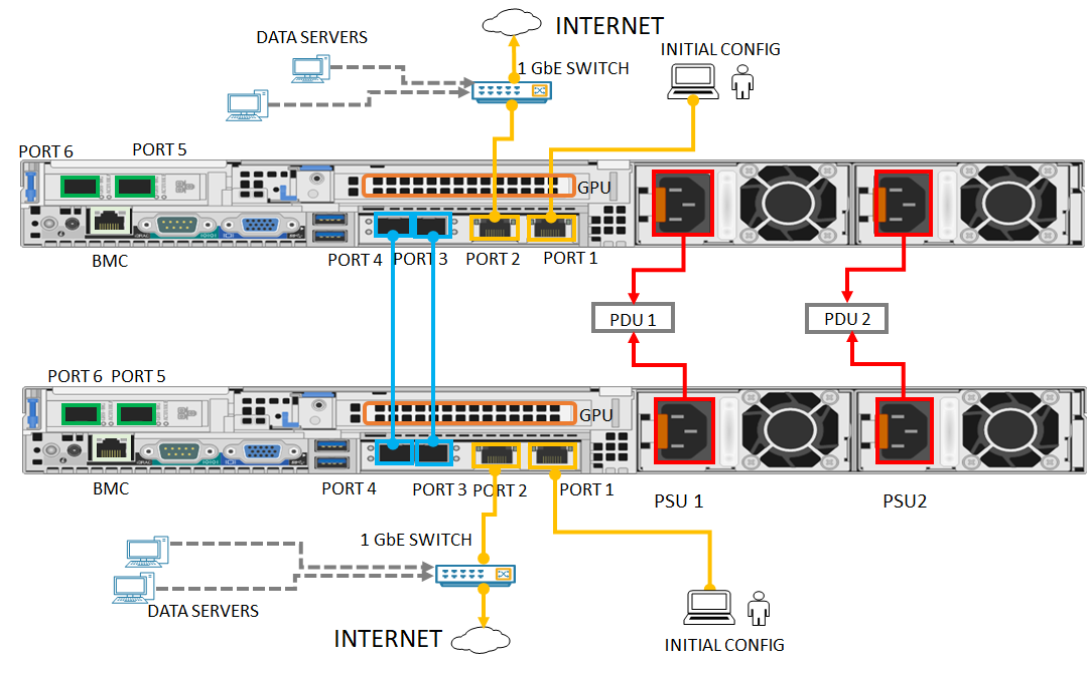 INTERNET
DATA SERVERS
INITIAL CONFIG
1 GbE SWITCH
PORT 6
PORT 5
GPU
BMC
PORT 4
PORT 3
PORT 2
PORT 1
PDU 1
PDU 2
PORT 6
PORT 5
GPU
BMC
PORT 4
PORT 3
PORT 2
PORT 1
PSU 1
PSU2
1 GbE SWITCH
DATA SERVERS
INTERNET
INITIAL CONFIG